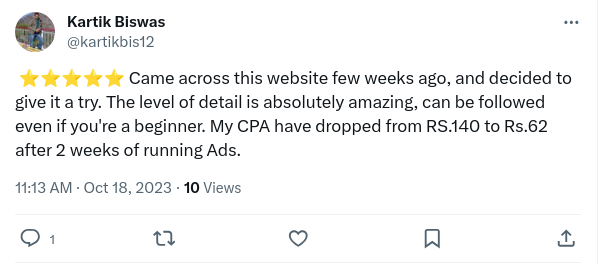 Kartik Biswas
@kartikbis12
⭐⭐⭐⭐⭐ Came across this website few weeks ago, and decided to
give it a try. The level of detail is absolutely amazing, can be followed
even if you're a beginner. My CPA have dropped from RS.140 to Rs.62
after 2 weeks of running Ads.
11:13 AM · Oct 18, 2023 · 10 Views
1